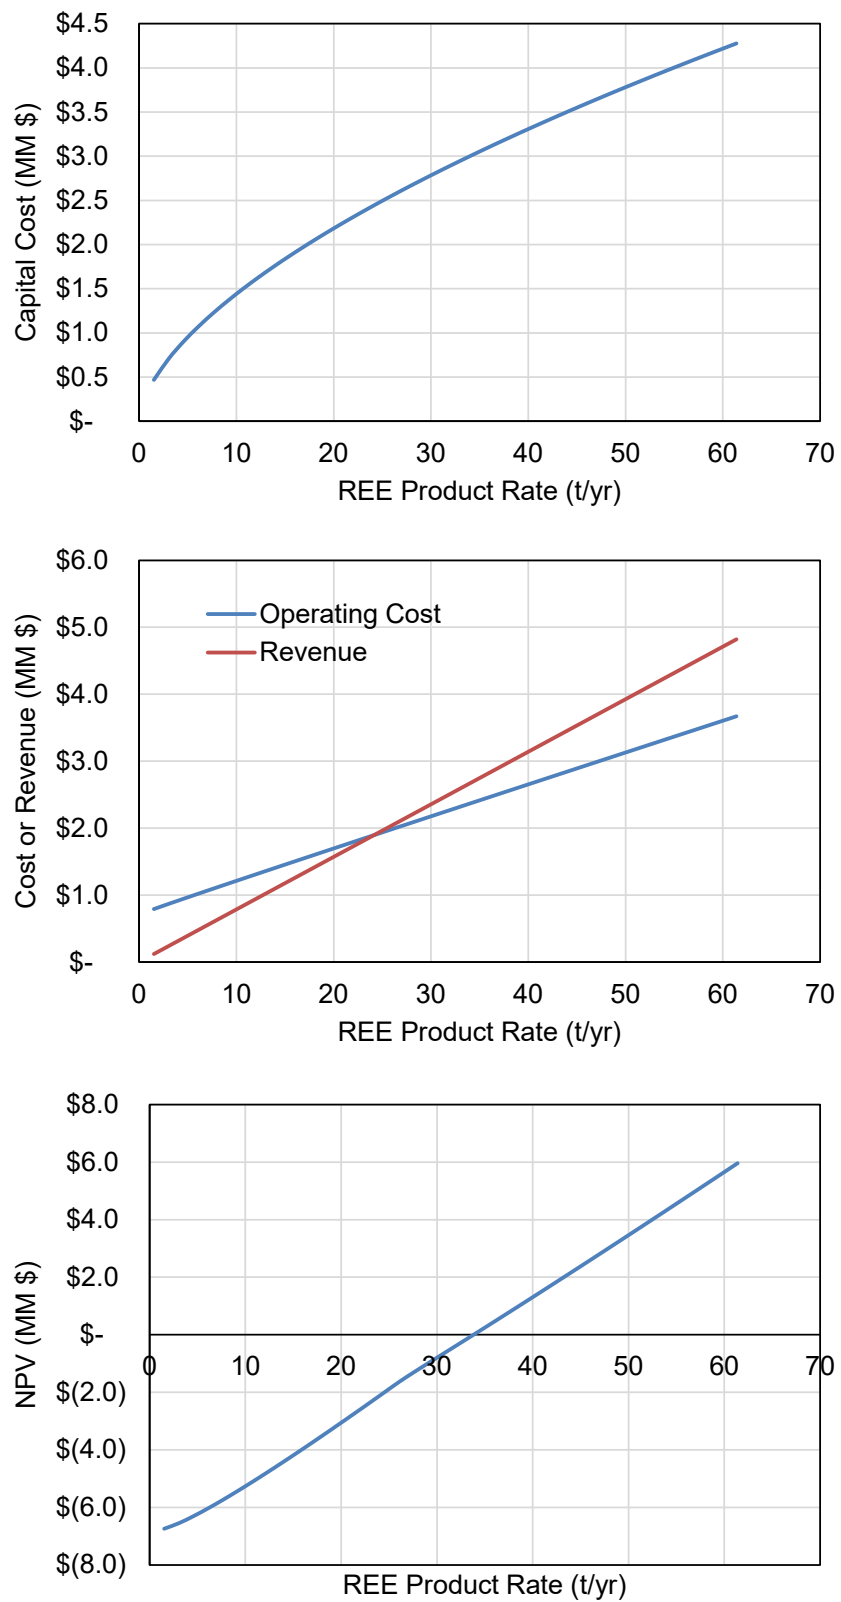 $4.5
$4.0
$3.5
$3.0
$2.5
$2.0
$1.5
$1.0
$0.5
$-
Capital Cost (MM $)
0 10 20 30 40 50 60 70
REE Product Rate (t/yr)
$6.0
$5.0
$4.0
$3.0
$2.0
$1.0
$-
Cost or Revenue (MM $)
Operating Cost
Revenue
0 10 20 30 40 50 60 70
REE Product Rate (t/yr)
$8.0
$6.0
$4.0
$2.0
$-
$(2.0)
$(4.0)
$(6.0)
$(8.0)
NPV (MM $)
0 10 20 30 40 50 60 70
REE Product Rate (t/yr)